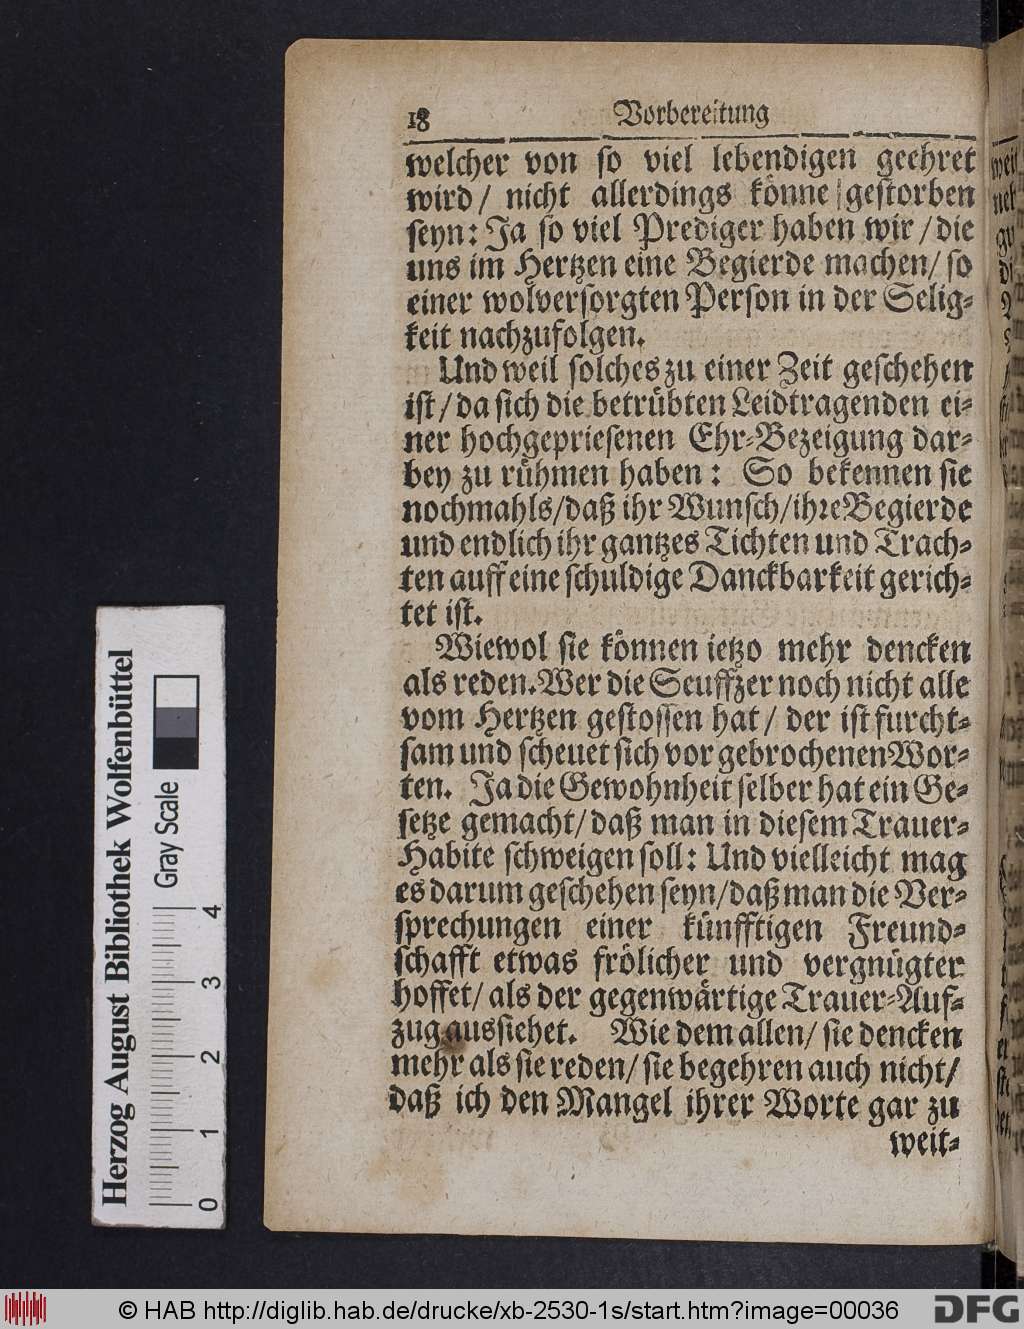 18 Vorbereitung
welcher von so viel lebendigen geehret
wird / nicht allerdings könne gestorben
seyn: Ja so viel Prediger haben wir / die
uns im Hertzen eine Begierde machen / so
einer wolversorgten Person in der Selig-
keit nachzufolgen.
Und weil solches zu einer Zeit geschehen
ist / da sich die betrübten Leidtragenden ei-
ner hochgepriesenen Ehr-Bezeigung dar-
bey zu rühmen haben: So bekennen sie
nochmahls / daß ihr Wunsch / ihre Begierde
und endlich ihr gantzes Tichten und Trach-
ten auff eine schuldige Danckbarkeit gerich-
tet ist.
Wiewol sie können ietzo mehr dencken
als reden. Wer die Seuffzer noch nicht alle
vom Hertzen gestossen hat / der ist furcht-
sam und scheuet sich vor gebrochenen Wor-
ten. Ja die Gewohnheit selber hat ein Ge-
setze gemacht / daß man in diesem Trauer-
Habite schweigen soll: Und vielleicht mag
es darum geschehen seyn / daß man die Ver-
sprechungen einer künfftigen Freund-
schafft etwas frölicher und vergnügter
hoffet / als der gegenwärtige Trauer-Auf-
zug aussiehet. Wie dem allen / sie dencken
mehr als sie reden / sie begehren auch nicht /
daß ich den Mangel ihrer Worte gar zu
weit-
Herzog August Bibliothek Wolfenbüttel
Gray Scale
0 1 2 3 4
© HAB http://diglib.hab.de/drucke/xb-2530-1s/start.htm?image=00036
DFG